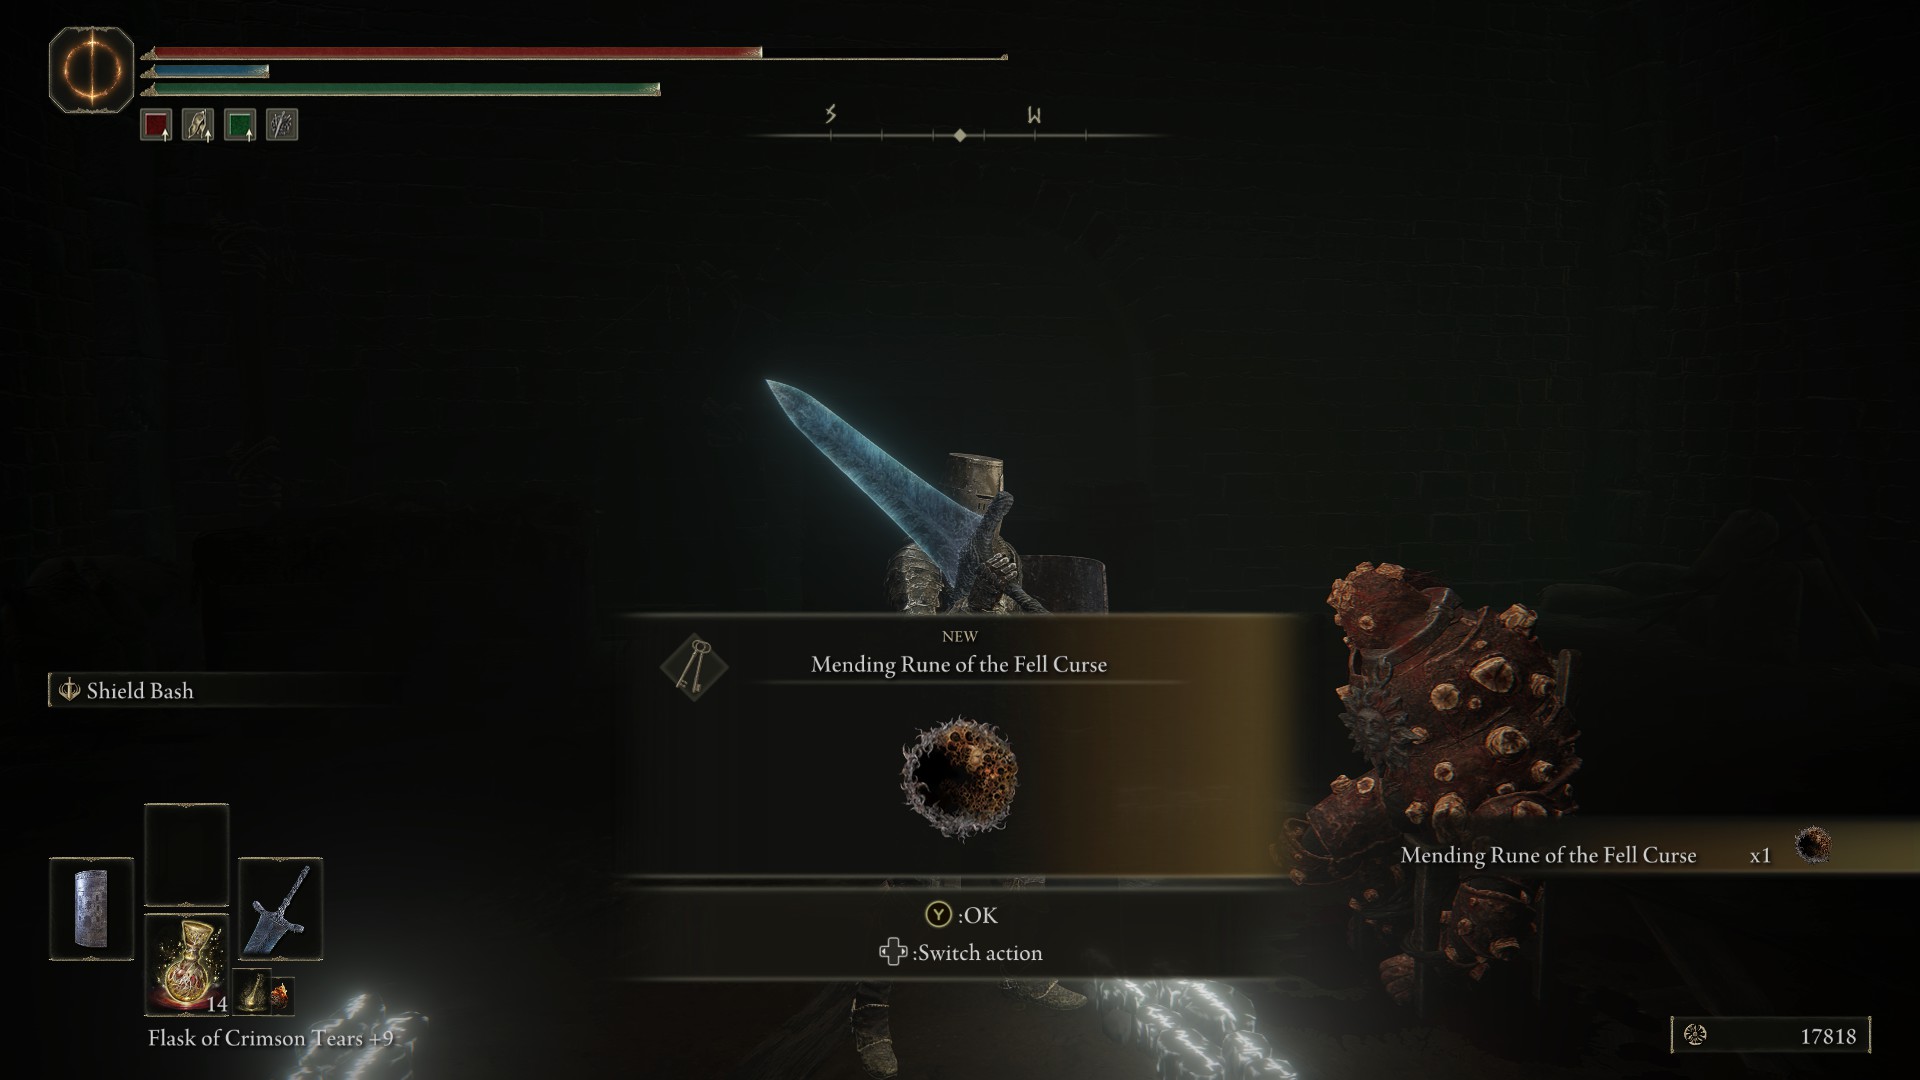 S
W
NEW
Mending Rune of the Fell Curse
Shield Bash
Mending Rune of the Fell Curse x1
Y :OK
:Switch action
14
Flask of Crimson Tears +9
17818